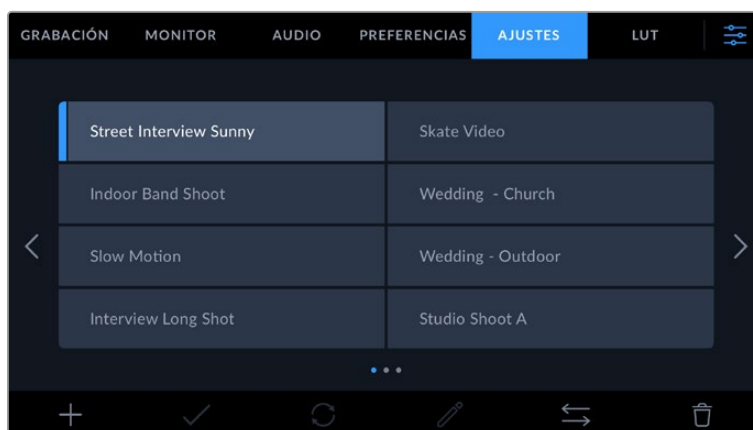 GRABACIÓN MONITOR AUDIO PREFERENCIAS AJUSTES LUT
Street Interview Sunny Skate Video
Indoor Band Shoot Wedding - Church
Slow Motion Wedding - Outdoor
Interview Long Shot Studio Shoot A